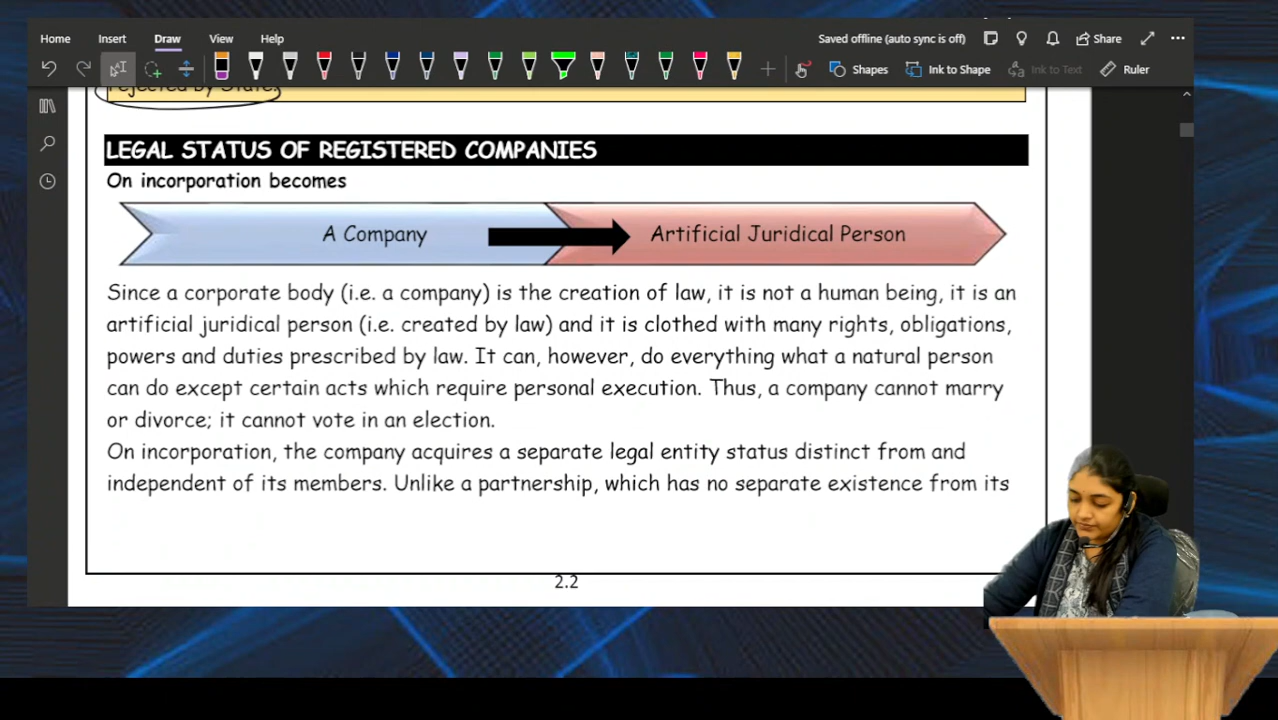 Home Insert Draw View Help Saved offline (auto sync is off) Share
Shapes Ink to Shape Ink to Text Ruler
rejected by State.
LEGAL STATUS OF REGISTERED COMPANIES
On incorporation becomes
A Company Artificial Juridical Person
Since a corporate body (i.e. a company) is the creation of law, it is not a human being, it is an
artificial juridical person (i.e. created by law) and it is clothed with many rights, obligations,
powers and duties prescribed by law. It can, however, do everything what a natural person
can do except certain acts which require personal execution. Thus, a company cannot marry
or divorce; it cannot vote in an election.
On incorporation, the company acquires a separate legal entity status distinct from and
independent of its members. Unlike a partnership, which has no separate existence from its
2.2